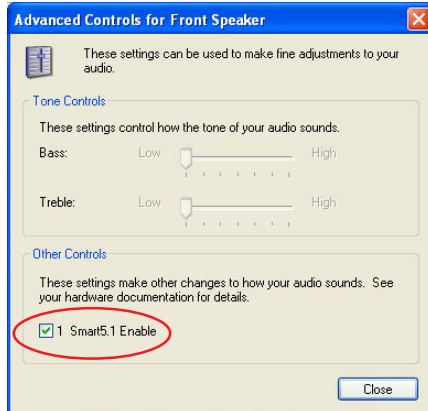 Advanced Controls for Front Speaker
These settings can be used to make fine adjustments to your
audio.
Tone Controls
These settings control how the tone of your audio sounds.
Bass: Low High
Treble: Low High
Other Controls
These settings make other changes to how your audio sounds. See
your hardware documentation for details.
1 Smart5.1 Enable
Close